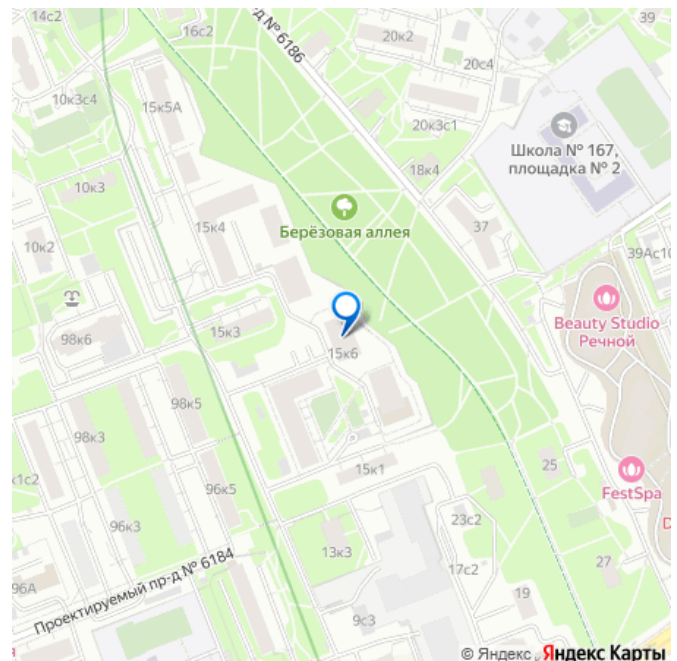 14с2
16с2
-д № 6186
20к2
39
10к3с4
15к5А
20с4
20к3с1
Школа № 167,
площадка № 2
10к3
18к4
Берёзовая аллея
15к4
37
10к2
39Ас10
98к6
15к3
Beauty Studio
Речной
15к6
98к5
98к3
к1с2
96к5
15к1
25
FestSpa
96к3
23с2
13к3
17с2
27
96А
Проектируемый пр-д № 6184
19
9с3
D
я
© Яндекс Яндекс Карты